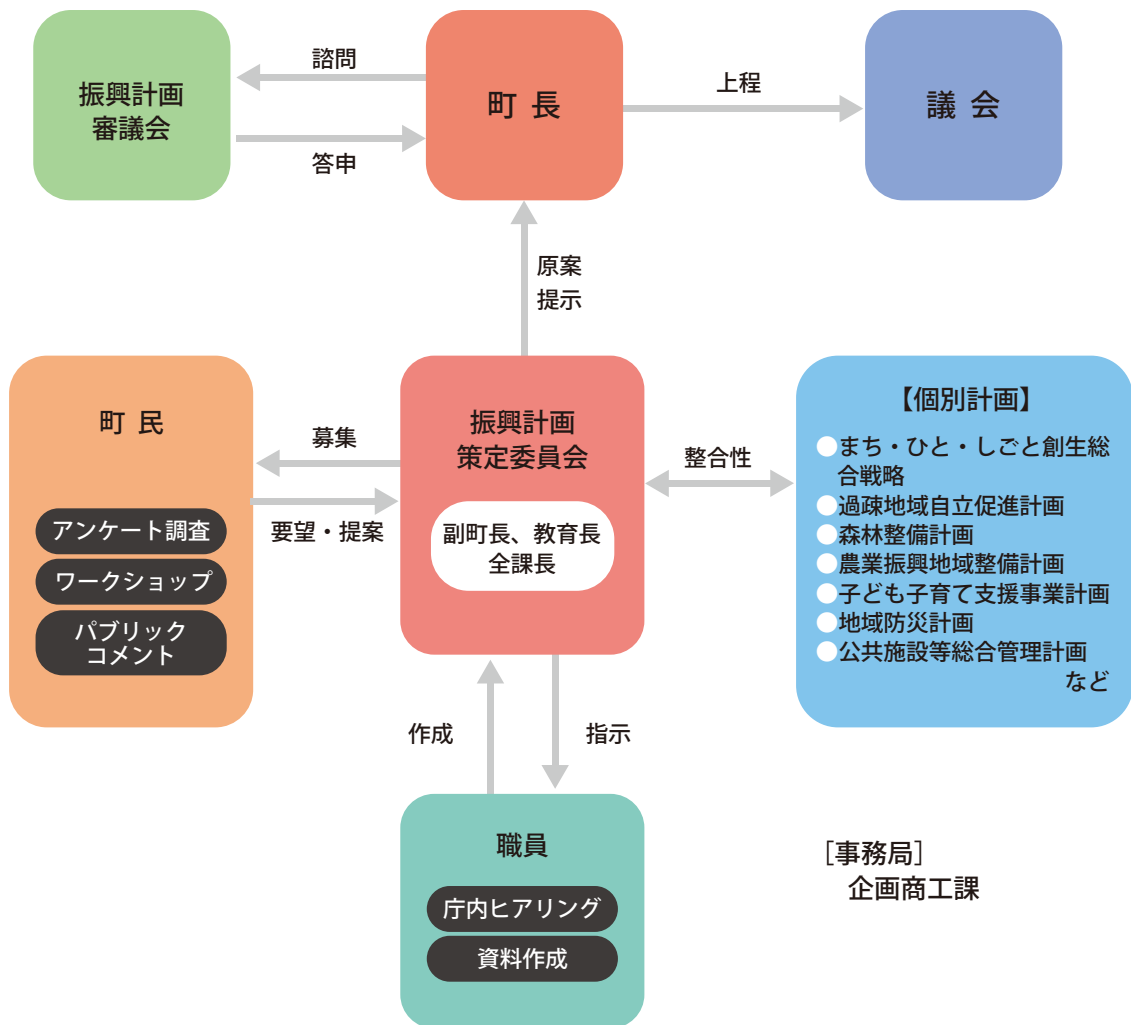 振興計画
審議会
諮問
答申
町 長
上程
議 会
原案
提示
町 民
アンケート調査
ワークショップ
パブリック
コメント
募集
要望・提案
振興計画
策定委員会
副町長、教育長
全課長
整合性
【個別計画】
●まち・ひと・しごと創生総
合戦略
●過疎地域自立促進計画
●森林整備計画
●農業振興地域整備計画
●子ども子育て支援事業計画
●地域防災計画
●公共施設等総合管理計画
など
作成
指示
職員
庁内ヒアリング
資料作成
［事務局］
企画商工課